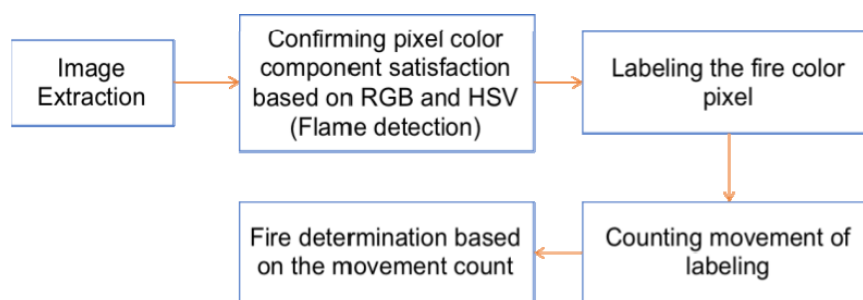 Image
Extraction
Confirming pixel color
component satisfaction
based on RGB and HSV
(Flame detection)
Labeling the fire color
pixel
Counting movement of
labeling
Fire determination based
on the movement count